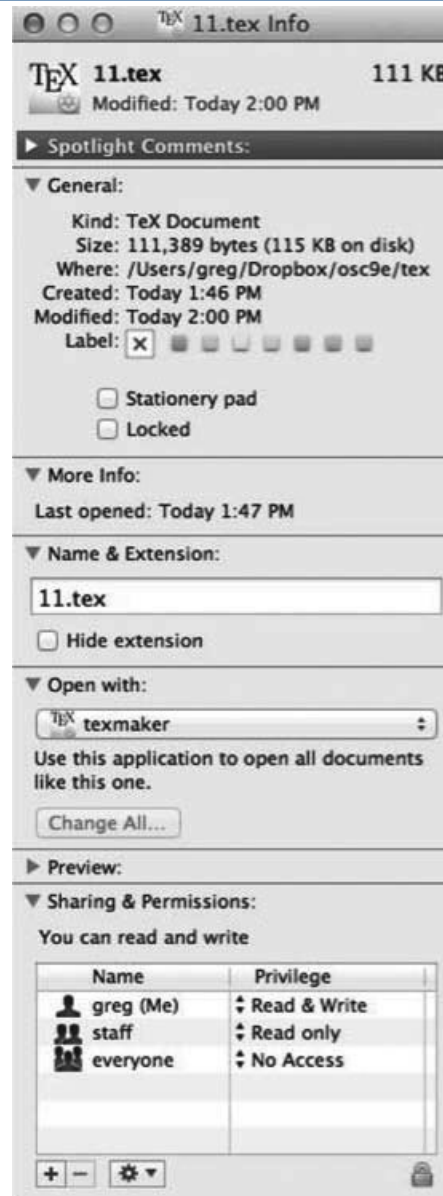 TEX 11.tex Info
TEX 11.tex 111 KB
Modified: Today 2:00 PM
Spotlight Comments:
General:
Kind: TeX Document
Size: 111,389 bytes (115 KB on disk)
Where: /Users/greg/Dropbox/osc9e/tex
Created: Today 1:46 PM
Modified: Today 2:00 PM
Label:
Stationery pad
Locked
More Info:
Last opened: Today 1:47 PM
Name & Extension:
11.tex
Hide extension
Open with:
TEX texmaker
Use this application to open all documents
like this one.
Change All...
Preview:
Sharing & Permissions:
You can read and write
Name Privilege
greg (Me) Read & Write
staff Read only
everyone No Access